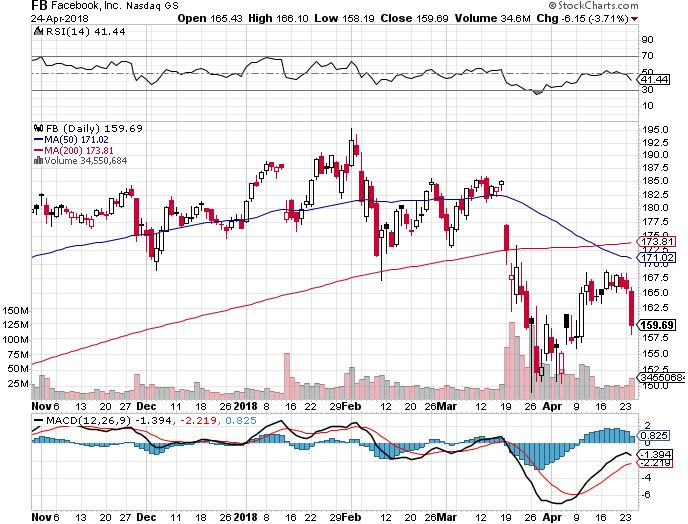 FB Facebook, Inc. Nasdaq GS © StockCharts.com
24-Apr-2018 Open 165.43 High 166.10 Low 158.19 Close 159.69 Volume 34.6M Chg -6.15 (-3.71%)
RSI(14) 41.44
90
70
50
41.44
30
10
FB (Daily) 159.69
MA(50) 171.02
MA(200) 173.81
Volume 34,550,684
195.0
192.5
190.0
187.5
185.0
182.5
180.0
177.5
175.0
173.81
171.02
167.5
165.0
162.5
159.69
157.5
155.0
152.5
34550684
150.0
150M
125M
100M
75M
50M
25M
Nov 6 13 20 27 Dec 11 18 26 2018 8 16 22 29 Feb 12 20 26 Mar 12 19 26 Apr 9 16 23
MACD(12,26,9) -1.394, -2.219, 0.825
2
0.825
0
-1.394
-2.219
-4
-6
Nov 6 13 20 27 Dec 11 18 26 2018 8 16 22 29 Feb 12 20 26 Mar 12 19 26 Apr 9 16 23